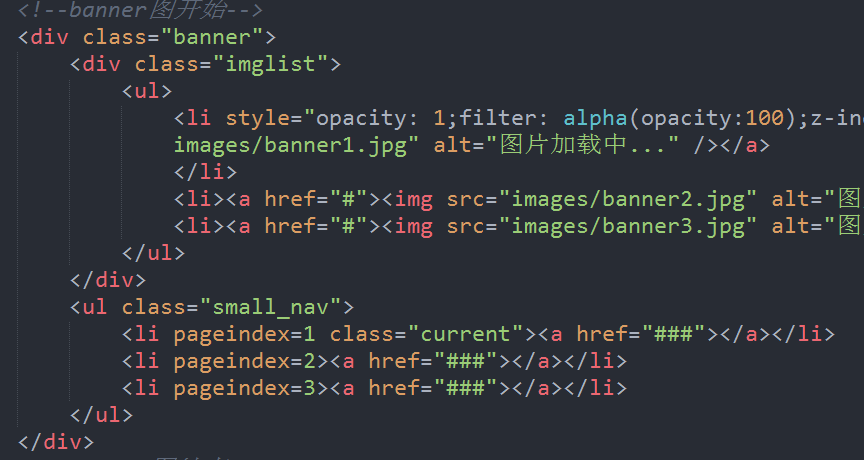 <!--banner图开始-->
<div class="banner">
<div class="imglist">
<ul>
<li style="opacity: 1;filter: alpha(opacity:100);z-in
images/banner1.jpg" alt="图片加载中..." /></a>
</li>
<li><a href="#"><img src="images/banner2.jpg" alt="图
<li><a href="#"><img src="images/banner3.jpg" alt="图
</ul>
</div>
<ul class="small_nav">
<li pageindex=1 class="current"><a href="###"></a></li>
<li pageindex=2><a href="###"></a></li>
<li pageindex=3><a href="###"></a></li>
</ul>
</div>